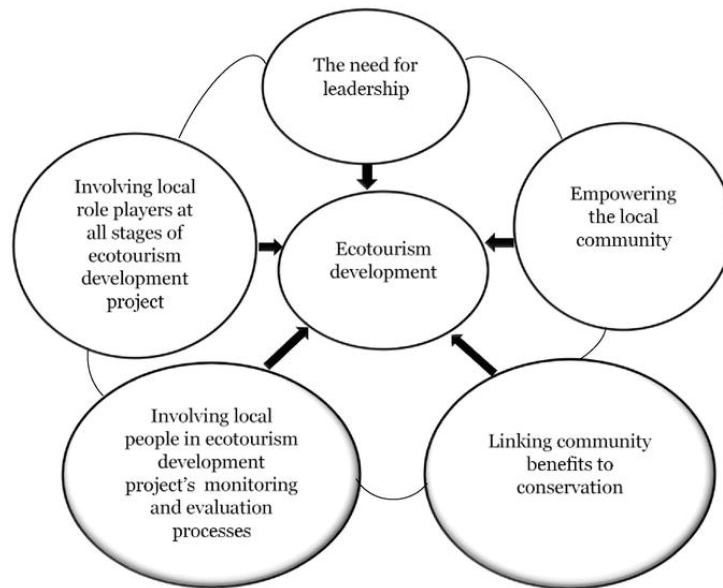 The need for
leadership
Involving local
role players at
all stages of
ecotourism
development
project
Empowering
the local
community
Ecotourism
development
Involving local
people in ecotourism
development
project's monitoring
and evaluation
processes
Linking community
benefits to
conservation